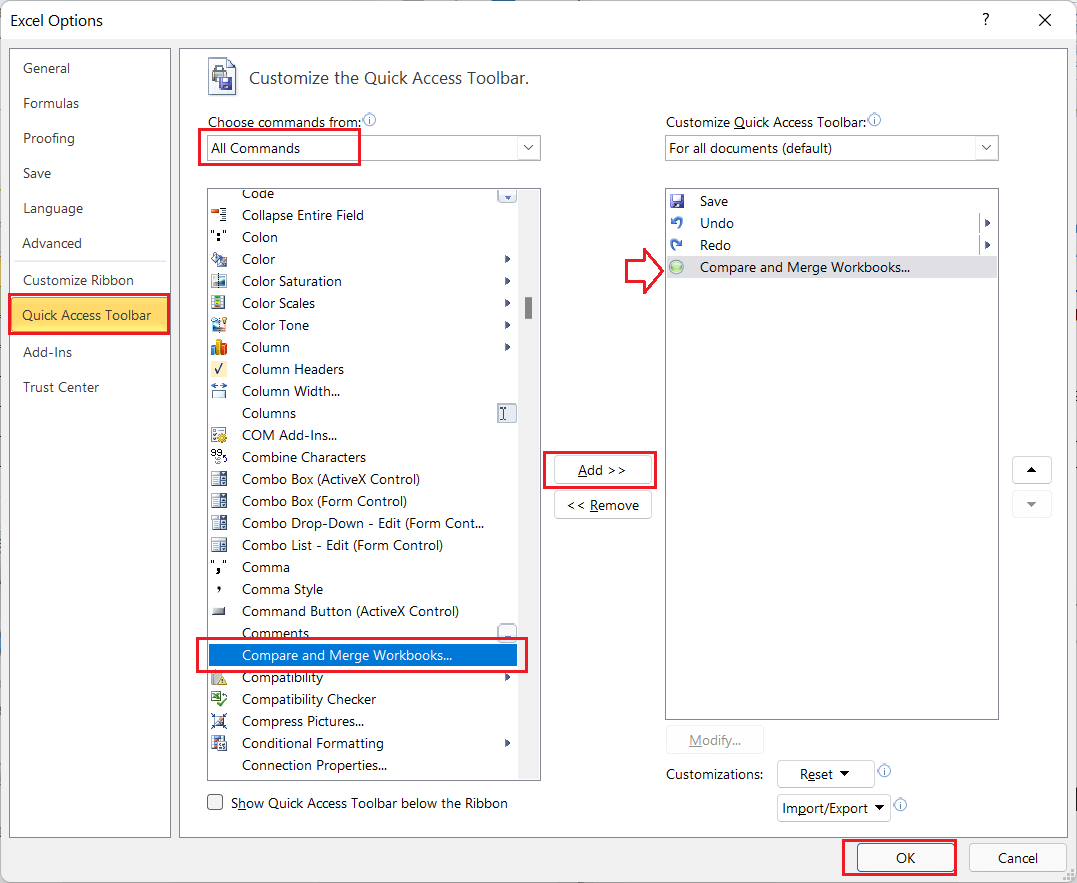 Excel Options
?
General
Formulas
Proofing
Save
Language
Advanced
Customize Ribbon
Quick Access Toolbar
Add-Ins
Trust Center
Customize the Quick Access Toolbar.
Choose commands from:
All Commands
Code
Collapse Entire Field
Colon
Color
Color Saturation
Color Scales
Color Tone
Column
Column Headers
Column Width...
Columns
COM Add-Ins...
Combine Characters
Combo Box (ActiveX Control)
Combo Box (Form Control)
Combo Drop-Down - Edit (Form Cont...
Combo List - Edit (Form Control)
Comma
Comma Style
Command Button (ActiveX Control)
Comments
Compare and Merge Workbooks...
Compatibility
Compatibility Checker
Compress Pictures...
Conditional Formatting
Connection Properties...
Show Quick Access Toolbar below the Ribbon
Add >>
<< Remove
Customize Quick Access Toolbar:
For all documents (default)
Save
Undo
Redo
Compare and Merge Workbooks...
Modify...
Customizations:
Reset
Import/Export
OK
Cancel